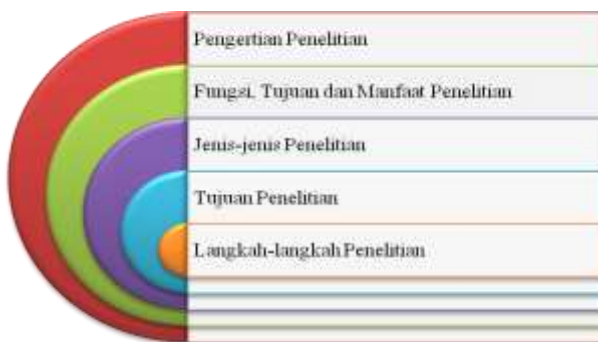 Pengertian Penelitian
Fungsi, Tujuan dan Manfaat Penelitian
Jenis-jenis Penelitian
Tujuan Penelitian
Langkah-langkah Penelitian